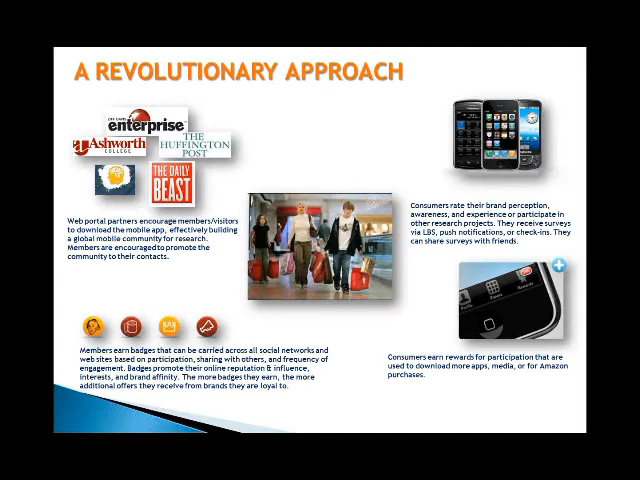 A REVOLUTIONARY APPROACH
enterprise
Ashworth
COLLEGE
THE
HUFFINGTON
POST
THE DAILY
BEAST
Web portal partners encourage members/visitors
to download the mobile app, effectively building
a global mobile community for research.
Members are encouraged to promote the
community to their contacts.
Consumers rate their brand perception,
awareness, and experience or participate in
other research projects. They receive surveys
via LBS, push notifications, or check-ins. They
can share surveys with friends.
Profile
Panels
Rewards
Members earn badges that can be carried across all social networks and
web sites based on participation, sharing with others, and frequency of
engagement. Badges promote their online reputation & influence,
interests, and brand affinity. The more badges they earn, the more
additional offers they receive from brands they are loyal to.
Consumers earn rewards for participation that are
used to download more apps, media, or for Amazon
purchases.